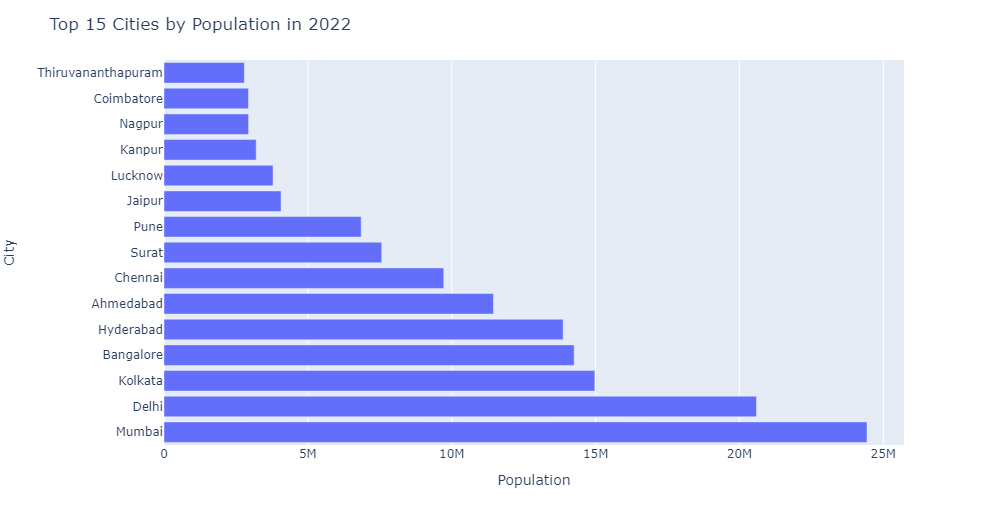 Top 15 Cities by Population in 2022
Thiruvananthapuram
Coimbatore
Nagpur
Kanpur
Lucknow
Jaipur
Pune
Surat
Chennai
Ahmedabad
Hyderabad
Bangalore
Kolkata
Delhi
Mumbai
City
0 5M 10M 15M 20M 25M
Population